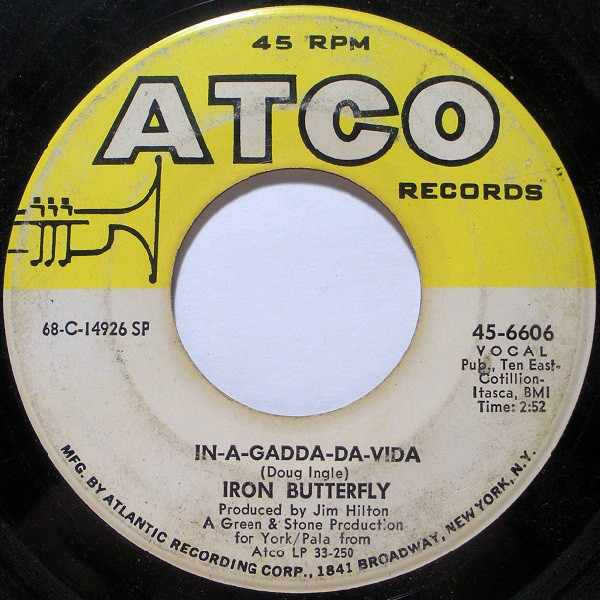 45 RPM
ATCO
RECORDS
68-C-14926 SP
45-6606
VOCAL
Pub., Ten East-
Cotillion-
Itasca, BMI
Time: 2:52
IN-A-GADDA-DA-VIDA
(Doug Ingle)
IRON BUTTERFLY
Produced by Jim Hilton
A Green & Stone Production
for York/Pala from
Atco LP 33-250
MFG. BY ATLANTIC RECORDING CORP., 1841 BROADWAY, NEW YORK, N.Y.